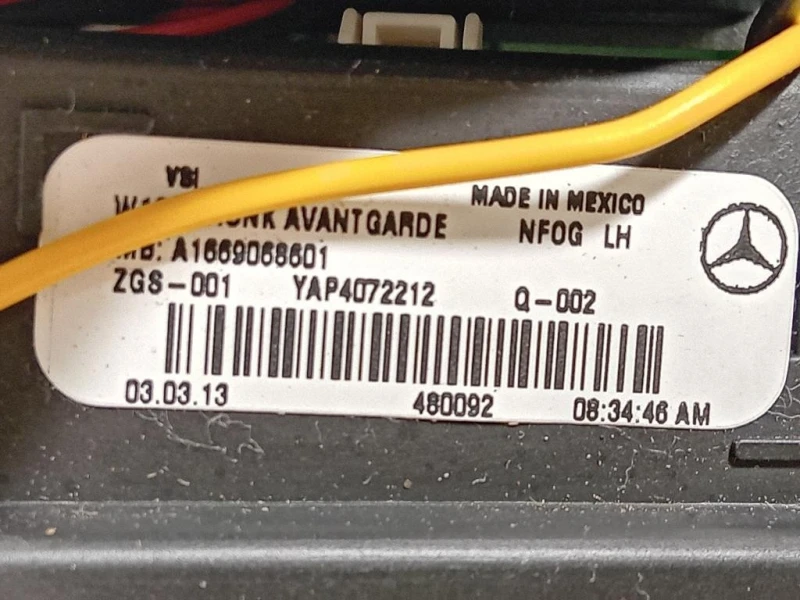 VSI
MADE IN MEXICO
AVANTGARDE
NFOG LH
MB: A1669068601
ZGS-001 YAP4072212 Q-002
03.03.13 480092 08:34:46 AM